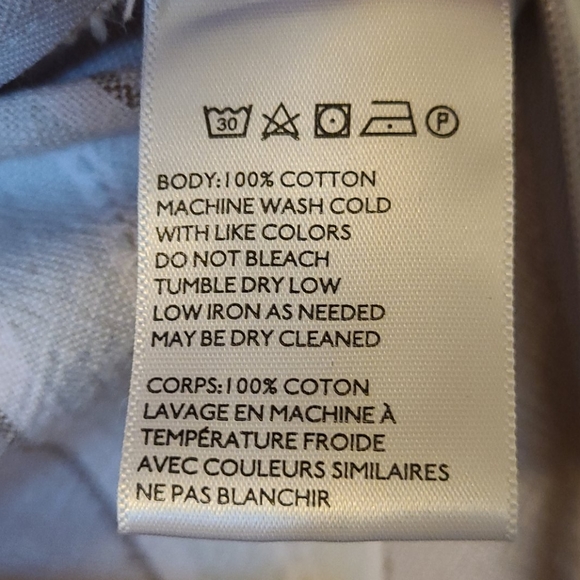 30 P
BODY:100% COTTON
MACHINE WASH COLD
WITH LIKE COLORS
DO NOT BLEACH
TUMBLE DRY LOW
LOW IRON AS NEEDED
MAY BE DRY CLEANED
CORPS:100% COTON
LAVAGE EN MACHINE À
TEMPÉRATURE FROIDE
AVEC COULEURS SIMILAIRES
NE PAS BLANCHIR